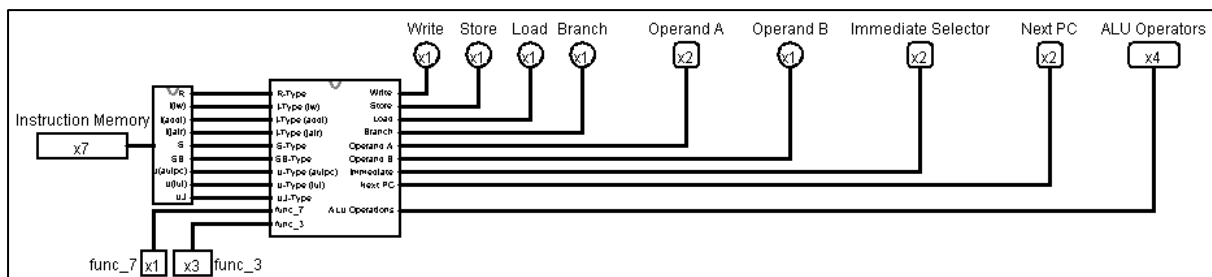 Write Store Load Branch Operand A Operand B Immediate Selector Next PC ALU Operators
x1 x1 x1 x1 x2 x1 x2 x2 x4
Instruction Memory
x7
R
I(lw)
I(addi)
I(jalr)
S
SB
u(auipc)
u(lui)
uJ
R-Type
I-Type (lw)
I-Type (addi)
I-Type (jalr)
S-Type
SB-Type
u-Type (auipc)
u-Type (lui)
uJ-Type
func_7
func_3
Write
Store
Load
Branch
Operand A
Operand B
Immediate
Next PC
ALU Operations
func_7 x1 x3 func_3